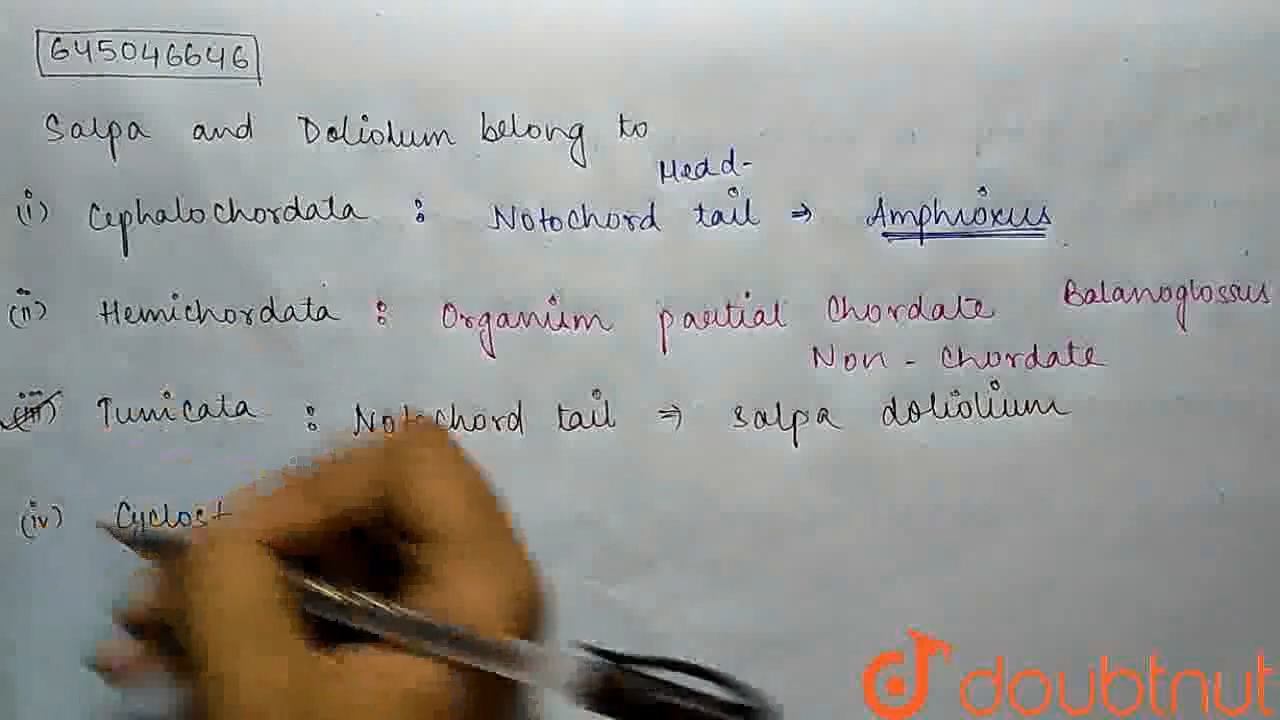 645046646
Salpa and Doliolum belong to
Head-
(i) Cephalochordata : Notochord tail ⇒ Amphioxus
(ii) Hemichordata : Organism partial Chordate Balanoglossus
Non-Chordate
(iii) Tunicata : Notochord tail ⇒ Salpa doliolium
(iv) Cyclost
doubtnut